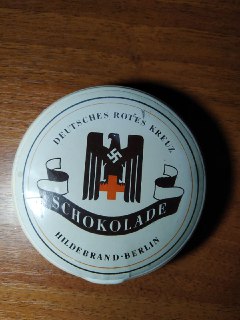 DEUTSCHES ROTES KREUZ
SCHOKOLADE
HILDEBRAND-BERLIN